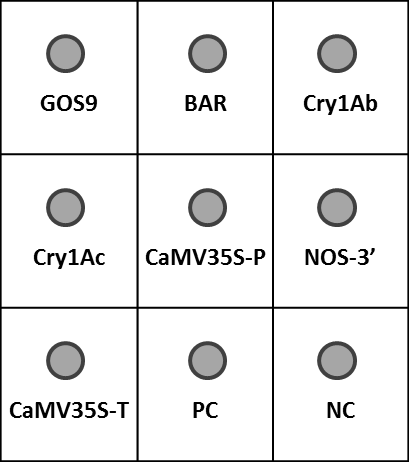 GOS9
BAR
Cry1Ab
Cry1Ac
CaMV35S-P
NOS-3’
CaMV35S-T
PC
NC